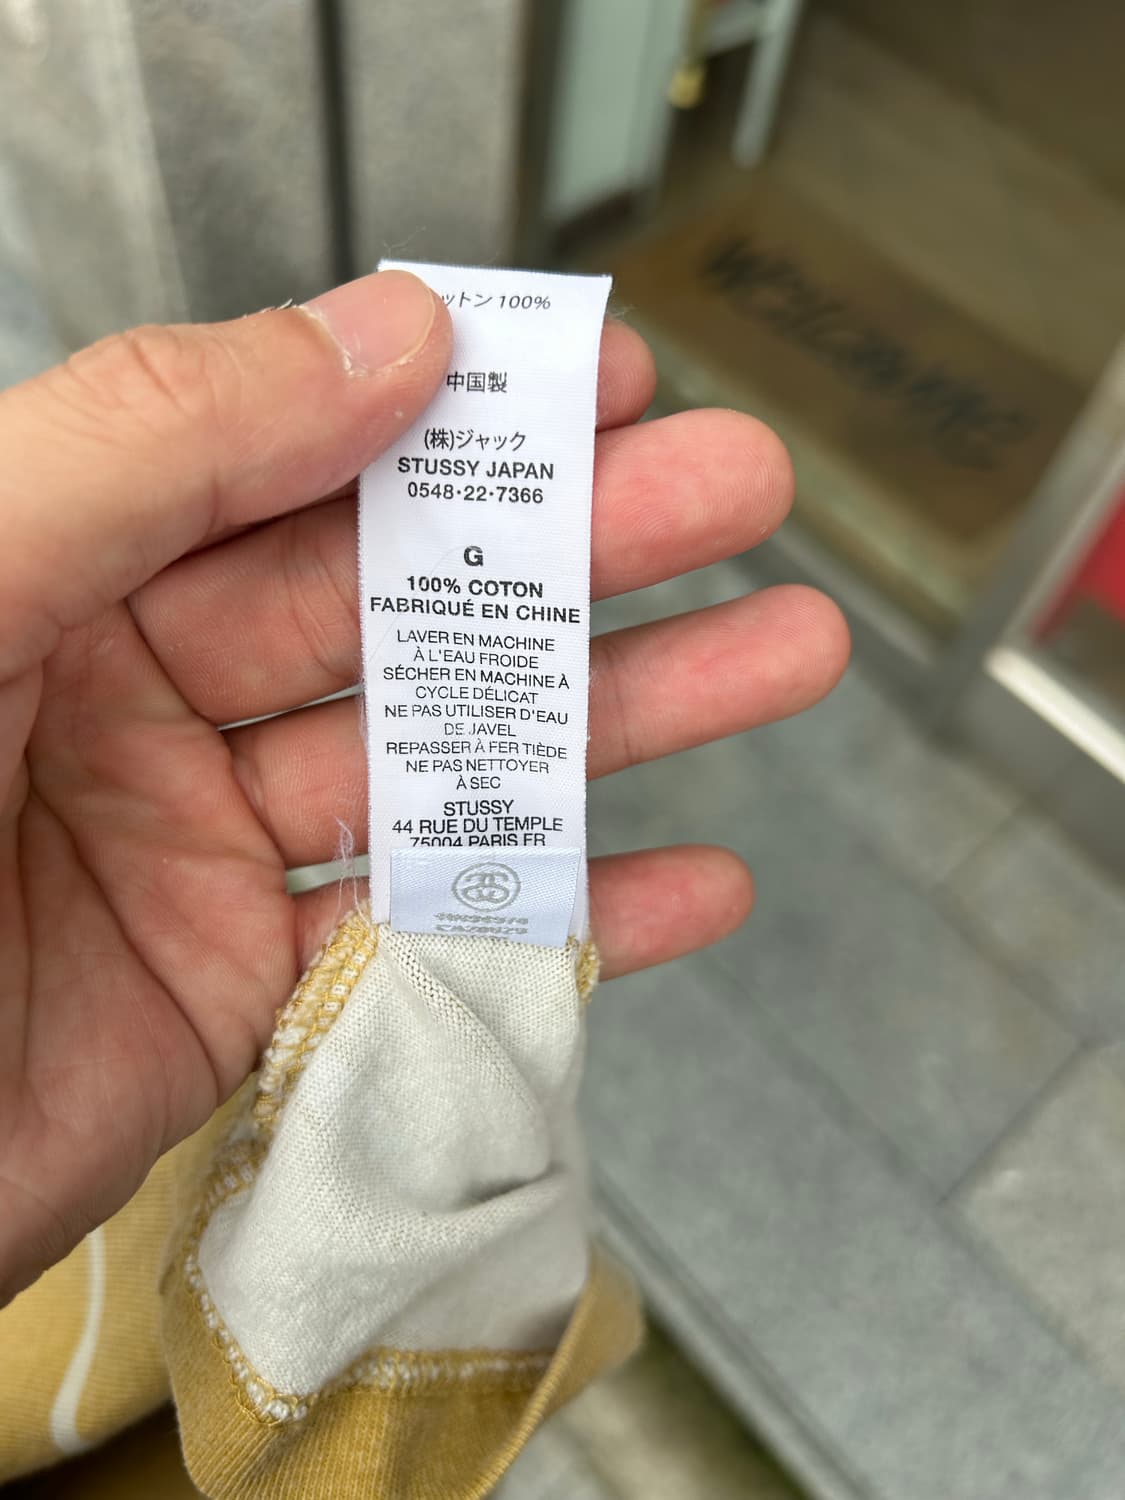 ットン 100%
中国製
(株)ジャック
STUSSY JAPAN
0548·22·7366
G
100% COTON
FABRIQUÉ EN CHINE
LAVER EN MACHINE
À L'EAU FROIDE
SÉCHER EN MACHINE À
CYCLE DÉLICAT
NE PAS UTILISER D'EAU
DE JAVEL
REPASSER À FER TIÈDE
NE PAS NETTOYER
À SEC
STUSSY
44 RUE DU TEMPLE
75004 PARIS FR
WELCOME